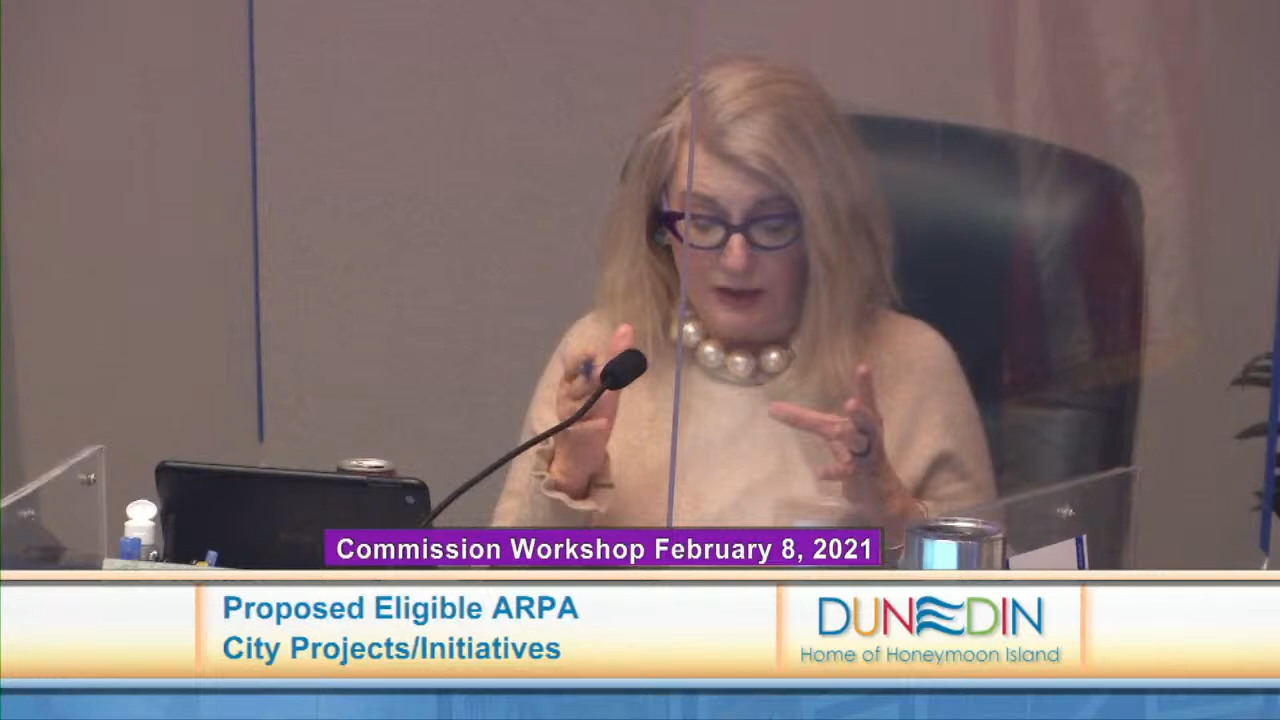 Commission Workshop February 8, 2021
Proposed Eligible ARPA
City Projects/Initiatives
DUNEDIN
Home of Honeymoon Island